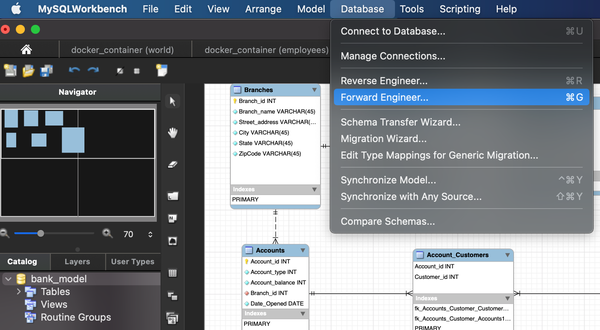 MySQLWorkbench File Edit View Arrange Model Database Tools Scripting Help
docker_container (world) docker_container (employees)
Connect to Database... ⌘U
Manage Connections...
Reverse Engineer... ⌘R
Forward Engineer... ⌘G
Schema Transfer Wizard...
Migration Wizard...
Edit Type Mappings for Generic Migration...
Synchronize Model... ^⌘Y
Synchronize with Any Source... ⇧⌘Y
Compare Schemas...
Navigator
70
Catalog Layers User Types
bank_model
Tables
Views
Routine Groups
Branches
Branch_id INT
Branch_name VARCHAR(45)
Street_address VARCHAR(...
City VARCHAR(45)
State VARCHAR(45)
ZipCode VARCHAR(45)
Indexes
PRIMARY
Accounts
Account_id INT
Account_type INT
Account_balance INT
Branch_id INT
Date_Opened DATE
Indexes
PRIMARY
Account_Customers
Account_id INT
Customer_id INT
Indexes
fk_Accounts_Customer_Customer...
fk_Accounts_Customer_Accounts1...